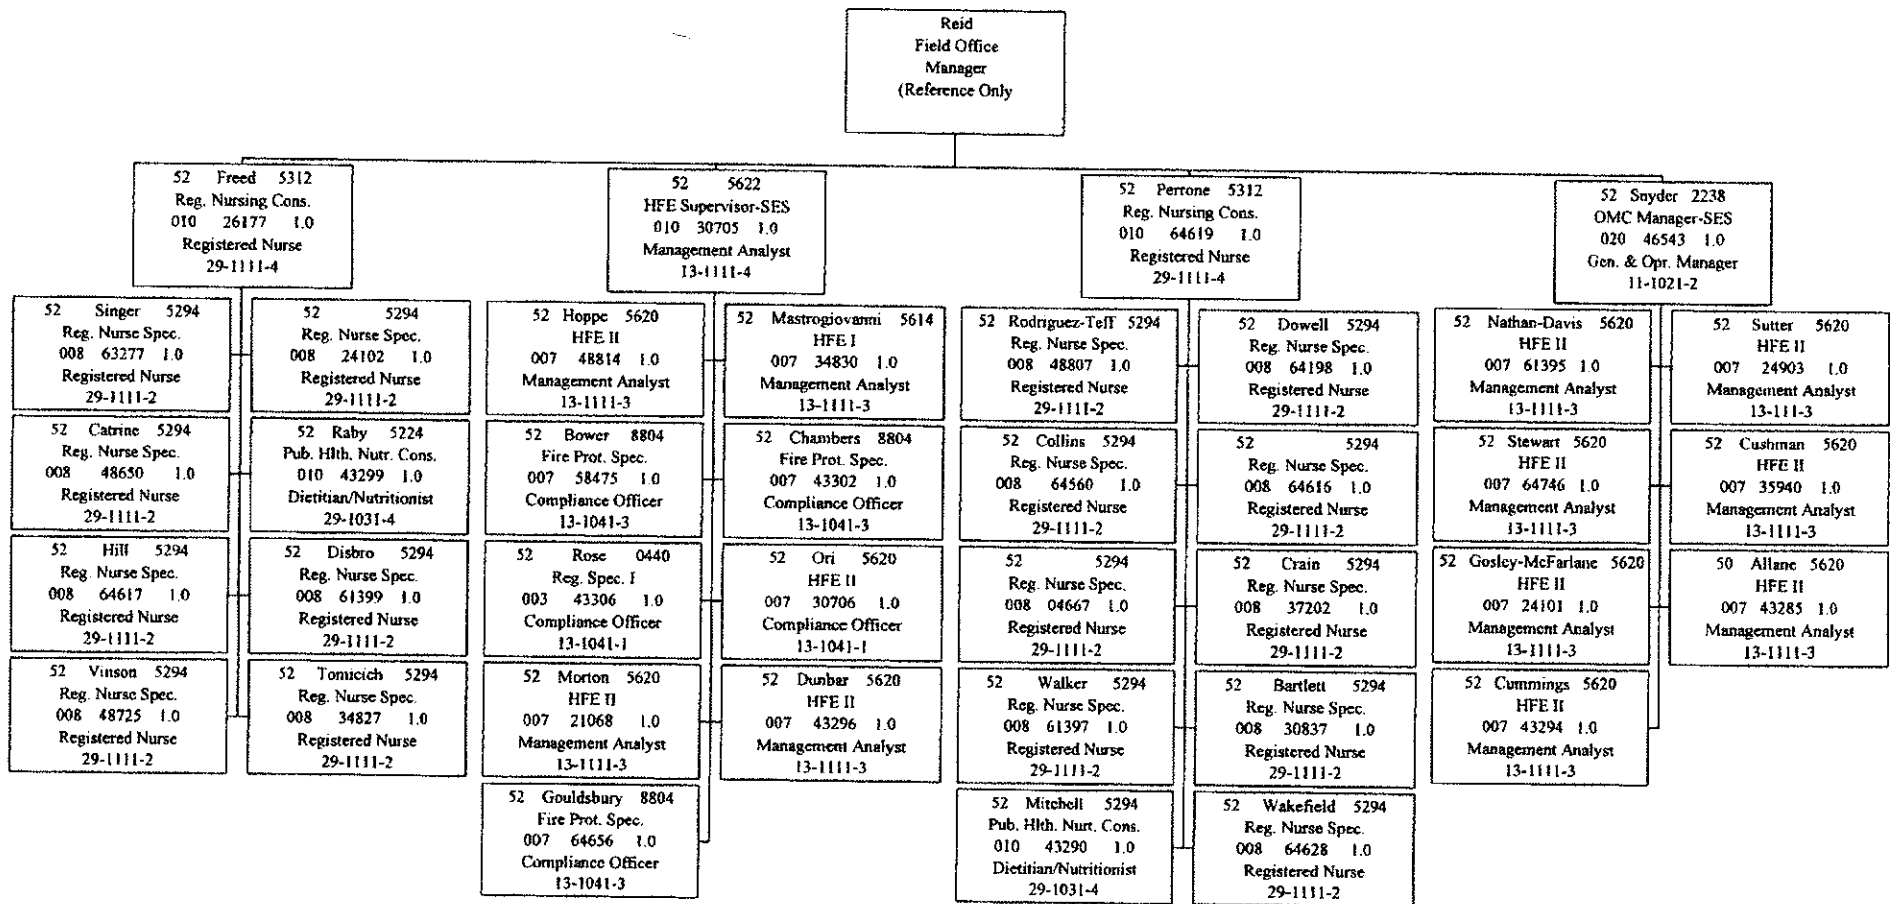 Reid
Field Office
Manager
(Reference Only
52 Freed 5312
Reg. Nursing Cons.
010 26177 1.0
Registered Nurse
29-1111-4
52 5622
HFE Supervisor-SES
010 30705 1.0
Management Analyst
13-1111-4
52 Perrone 5312
Reg. Nursing Cons.
010 64619 1.0
Registered Nurse
29-1111-4
52 Snyder 2238
OMC Manager-SES
020 46543 1.0
Gen. & Opr. Manager
11-1021-2
52 Singer 5294
Reg. Nurse Spec.
008 63277 1.0
Registered Nurse
29-1111-2
52 5294
Reg. Nurse Spec.
008 24102 1.0
Registered Nurse
29-1111-2
52 Catrine 5294
Reg. Nurse Spec.
008 48650 1.0
Registered Nurse
29-1111-2
52 Raby 5224
Pub. Hlth. Nutr. Cons.
010 43299 1.0
Dietitian/Nutritionist
29-1031-4
52 Hill 5294
Reg. Nurse Spec.
008 64617 1.0
Registered Nurse
29-1111-2
52 Disbro 5294
Reg. Nurse Spec.
008 61399 1.0
Registered Nurse
29-1111-2
52 Vinson 5294
Reg. Nurse Spec.
008 48725 1.0
Registered Nurse
29-1111-2
52 Tomicich 5294
Reg. Nurse Spec.
008 34827 1.0
Registered Nurse
29-1111-2
52 Hoppe 5620
HFE II
007 48814 1.0
Management Analyst
13-1111-3
52 Mastrogiovanni 5614
HFE I
007 34830 1.0
Management Analyst
13-1111-3
52 Bower 8804
Fire Prot. Spec.
007 58475 1.0
Compliance Officer
13-1041-3
52 Chambers 8804
Fire Prot. Spec.
007 43302 1.0
Compliance Officer
13-1041-3
52 Rose 0440
Reg. Spec. I
003 43306 1.0
Compliance Officer
13-1041-1
52 Ori 5620
HFE II
007 30706 1.0
Compliance Officer
13-1041-1
52 Morton 5620
HFE II
007 21068 1.0
Management Analyst
13-1111-3
52 Dunbar 5620
HFE II
007 43296 1.0
Management Analyst
13-1111-3
52 Gouldsbury 8804
Fire Prot. Spec.
007 64656 1.0
Compliance Officer
13-1041-3
52 Rodriguez-Teff 5294
Reg. Nurse Spec.
008 48807 1.0
Registered Nurse
29-1111-2
52 Dowell 5294
Reg. Nurse Spec.
008 64198 1.0
Registered Nurse
29-1111-2
52 Collins 5294
Reg. Nurse Spec.
008 64560 1.0
Registered Nurse
29-1111-2
52 5294
Reg. Nurse Spec.
008 64616 1.0
Registered Nurse
29-1111-2
52 5294
Reg. Nurse Spec.
008 04667 1.0
Registered Nurse
29-1111-2
52 Crain 5294
Reg. Nurse Spec.
008 37202 1.0
Registered Nurse
29-1111-2
52 Walker 5294
Reg. Nurse Spec.
008 61397 1.0
Registered Nurse
29-1111-2
52 Bartlett 5294
Reg. Nurse Spec.
008 30837 1.0
Registered Nurse
29-1111-2
52 Mitchell 5294
Pub. Hlth. Nurt. Cons.
010 43290 1.0
Dietitian/Nutritionist
29-1031-4
52 Wakefield 5294
Reg. Nurse Spec.
008 64628 1.0
Registered Nurse
29-1111-2
52 Nathan-Davis 5620
HFE II
007 61395 1.0
Management Analyst
13-1111-3
52 Sutter 5620
HFE II
007 24903 1.0
Management Analyst
13-111-3
52 Stewart 5620
HFE II
007 64746 1.0
Management Analyst
13-1111-3
52 Cushman 5620
HFE II
007 35940 1.0
Management Analyst
13-1111-3
52 Gosley-McFarlane 5620
HFE II
007 24101 1.0
Management Analyst
13-1111-3
50 Allane 5620
HFE II
007 43285 1.0
Management Analyst
13-1111-3
52 Cummings 5620
HFE II
007 43294 1.0
Management Analyst
13-1111-3